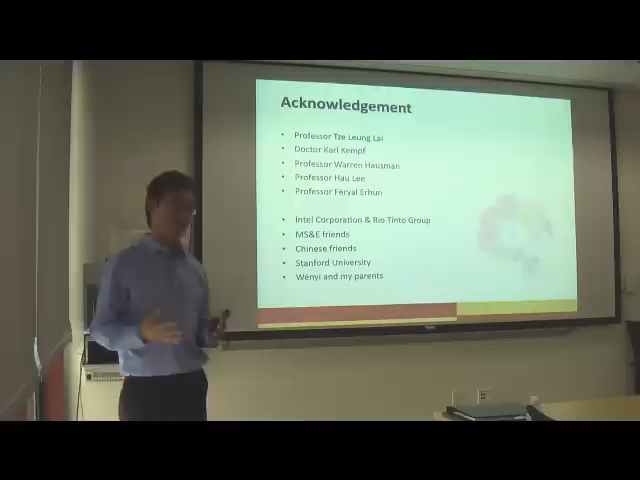 Acknowledgement
• Professor Tze Leung Lai
• Doctor Karl Kempf
• Professor Warren Hausman
• Professor Hau Lee
• Professor Feryal Erhun
• Intel Corporation & Rio Tinto Group
• MS&E friends
• Chinese friends
• Stanford University
• Wenyi and my parents